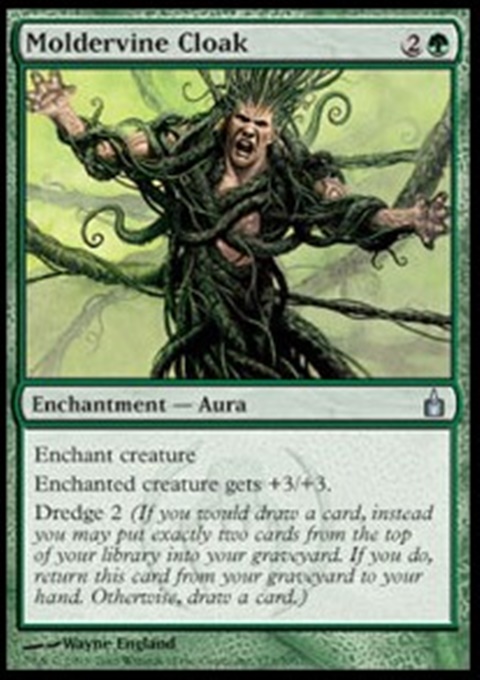 Moldervine Cloak 2
Enchantment — Aura
Enchant creature
Enchanted creature gets +3/+3.
Dredge 2 (If you would draw a card, instead
you may put exactly two cards from the top
of your library into your graveyard. If you do,
return this card from your graveyard to your
hand. Otherwise, draw a card.)
Wayne England